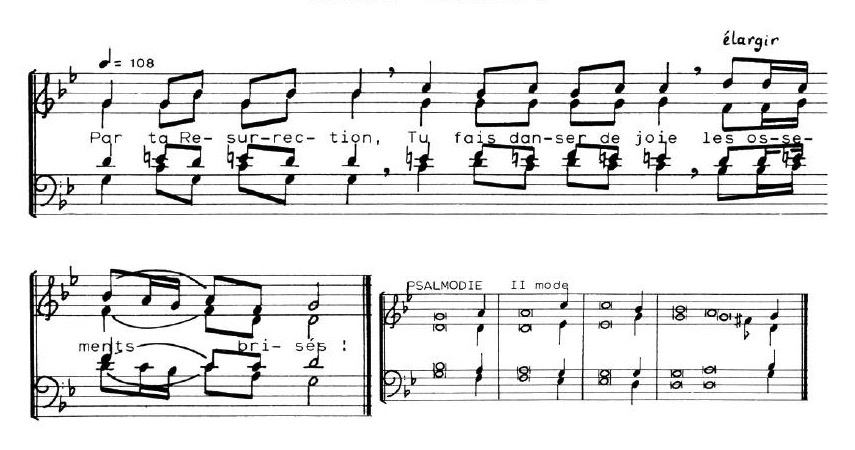 élargir
= 108
Par ta Re- sur-rec- tion, Tu fais dan-ser de joie les os-se-
PSALMODIE II mode
ments bri- sés !